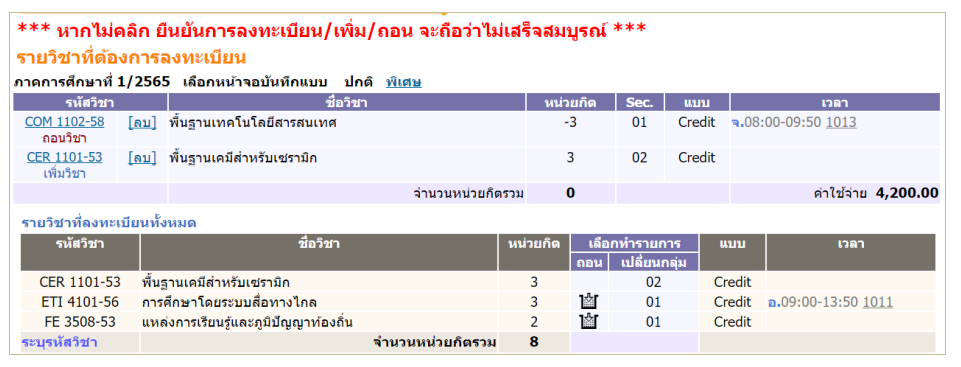 *** หากไม่คลิก ยืนยันการลงทะเบียน/เพิ่ม/ถอน จะถือว่าไม่เสร็จสมบูรณ์ ***
รายวิชาที่ต้องการลงทะเบียน
ภาคการศึกษาที่ 1/2565 เลือกหน้าจอบันทึกแบบ ปกติ พิเศษ
รหัสวิชา ชื่อวิชา หน่วยกิต Sec. แบบ เวลา
COM 1102-58 [ลบ] พื้นฐานเทคโนโลยีสารสนเทศ -3 01 Credit จ.08:00-09:50 1013
ถอนวิชา
CER 1101-53 [ลบ] พื้นฐานเคมีสำหรับเซรามิก 3 02 Credit
เพิ่มวิชา
จำนวนหน่วยกิตรวม 0 ค่าใช้จ่าย 4,200.00
รายวิชาที่ลงทะเบียนทั้งหมด
รหัสวิชา ชื่อวิชา หน่วยกิต เลือกทำรายการ แบบ เวลา
ถอน เปลี่ยนกลุ่ม
CER 1101-53 พื้นฐานเคมีสำหรับเซรามิก 3 02 Credit
ETI 4101-56 การศึกษาโดยระบบสื่อทางไกล 3 01 Credit อ.09:00-13:50 1011
FE 3508-53 แหล่งการเรียนรู้และภูมิปัญญาท้องถิ่น 2 01 Credit
ระบุรหัสวิชา จำนวนหน่วยกิตรวม 8